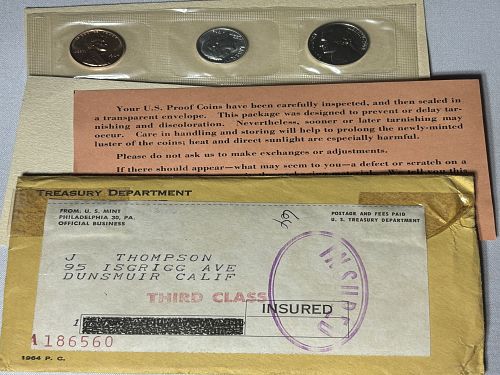 Your U.S. Proof Coins have been carefully inspected, and then sealed in
a transparent envelope. This package was designed to prevent or delay tar-
nishing and discoloration. Nevertheless, sooner or later tarnishing may
occur. Care in handling and storing will help to prolong the newly-minted
luster of the coins; heat and direct sunlight are especially harmful.
Please do not ask us to make exchanges or adjustments.
If there should appear—what may seem to you—a defect or scratch on a
TREASURY DEPARTMENT
FROM: U. S. MINT
PHILADELPHIA 30, PA.
OFFICIAL BUSINESS
POSTAGE AND FEES PAID
U. S. TREASURY DEPARTMENT
64
J THOMPSON
95 ISGRIGG AVE
DUNSMUIR CALIF
THIRD CLASS
INSURED
INSURED
1
A186560
1964 P. C.